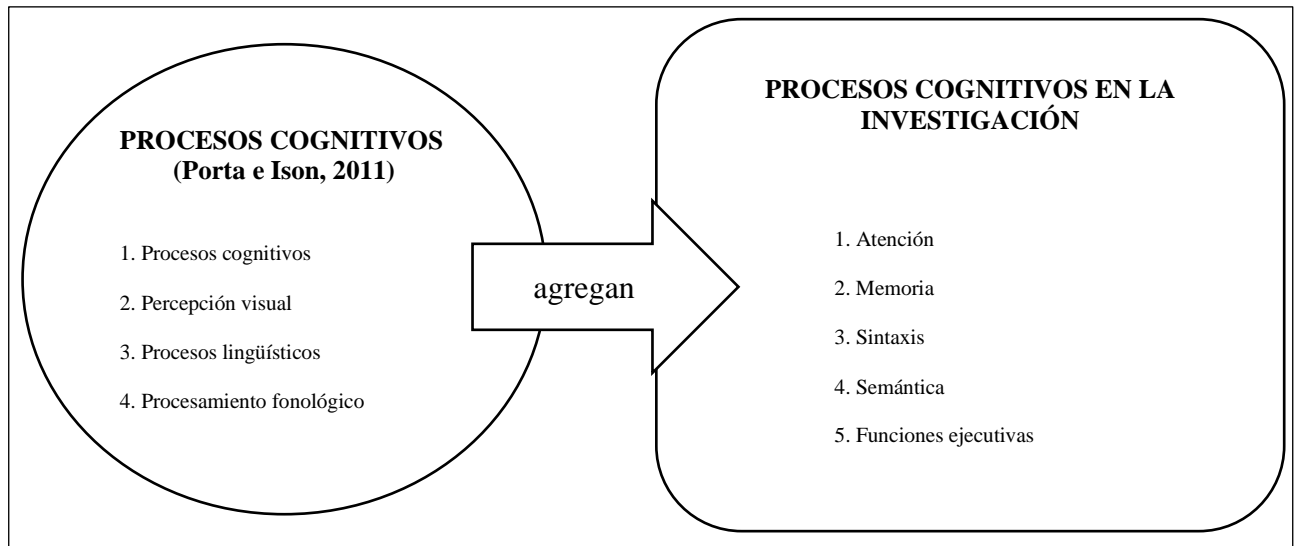 PROCESOS COGNITIVOS
(Porta e Ison, 2011)
1. Procesos cognitivos
2. Percepción visual
3. Procesos lingüísticos
4. Procesamiento fonológico
agregan
PROCESOS COGNITIVOS EN LA
INVESTIGACIÓN
1. Atención
2. Memoria
3. Sintaxis
4. Semántica
5. Funciones ejecutivas